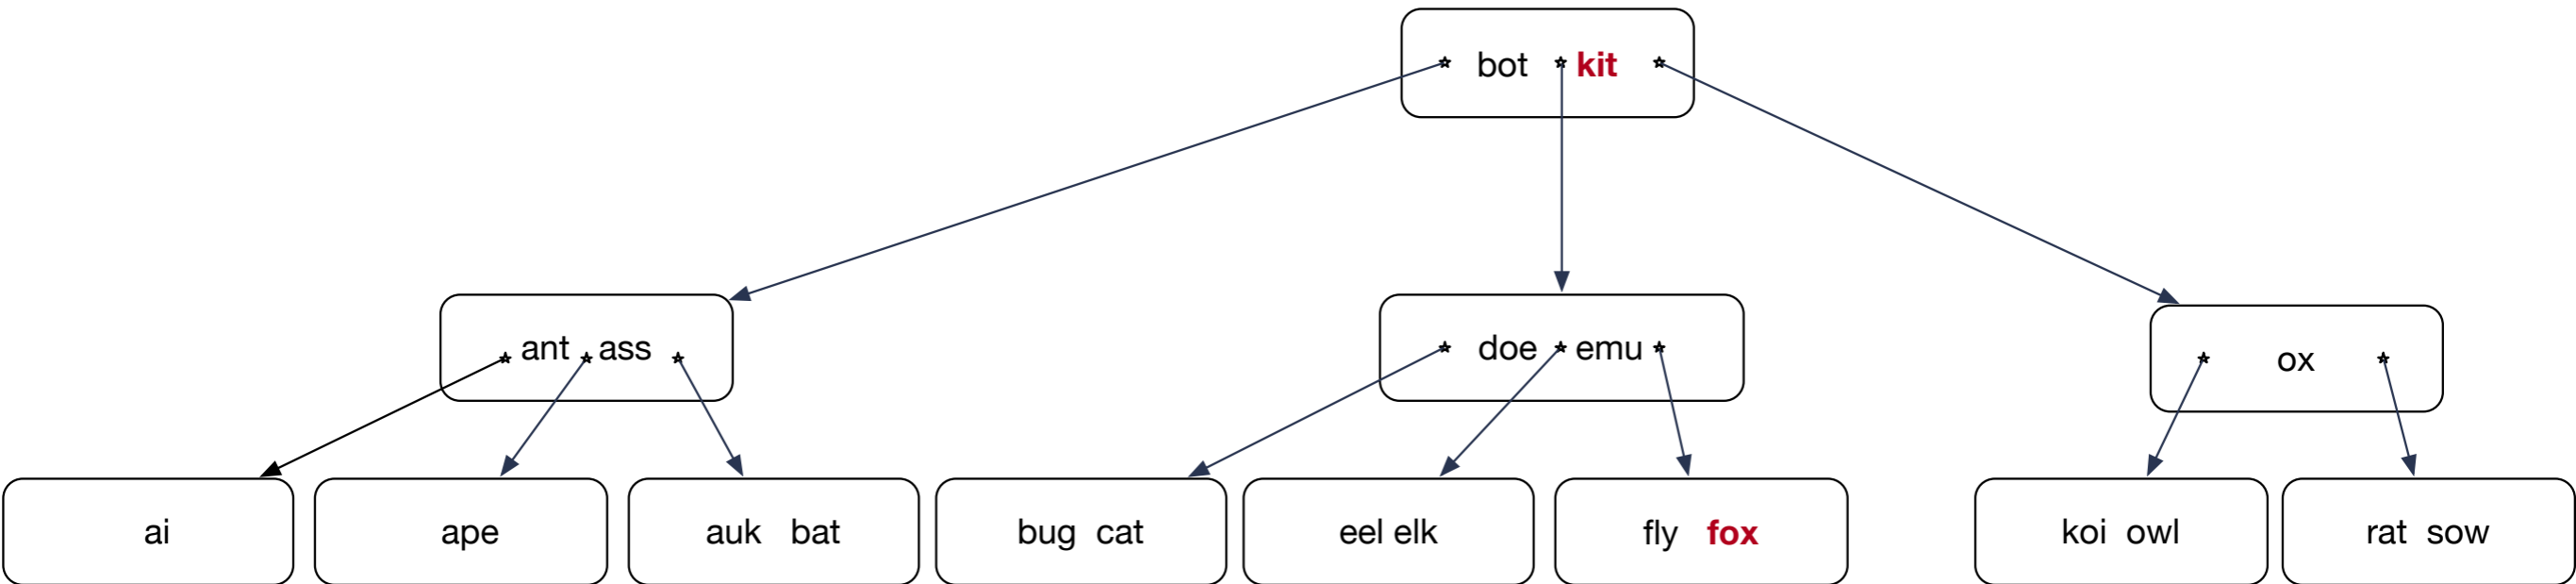 bot kit
ant ass
doe emu
ox
ai
ape
auk bat
bug cat
eel elk
fly fox
koi owl
rat sow